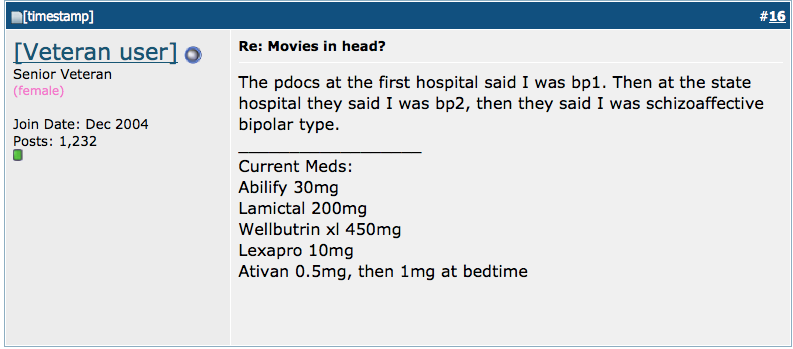 [timestamp]
#16
[Veteran user]
Senior Veteran
(female)
Join Date: Dec 2004
Posts: 1,232
Re: Movies in head?
The pdocs at the first hospital said I was bp1. Then at the state
hospital they said I was bp2, then they said I was schizoaffective
bipolar type.
Current Meds:
Abilify 30mg
Lamictal 200mg
Wellbutrin xl 450mg
Lexapro 10mg
Ativan 0.5mg, then 1mg at bedtime